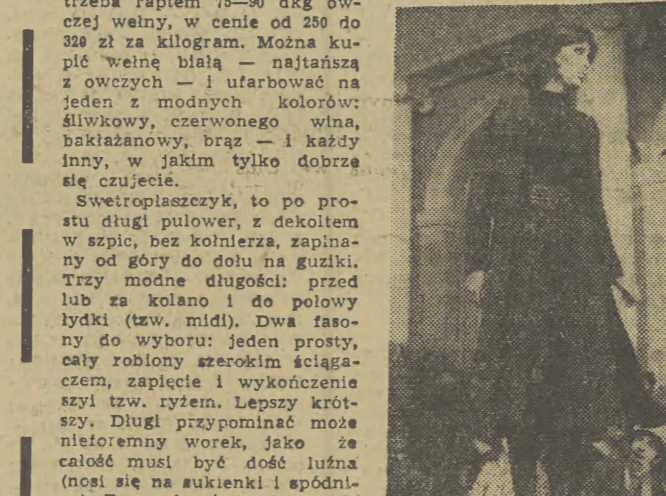 trzeba raptem 75—90 dkg ow-
czej wełny, w cenie od 250 do
320 zł za kilogram. Można ku-
pić wełnę białą — najtańszą
z owczych — i ufarbować na
jeden z modnych kolorów:
śliwkowy, czerwonego wina,
bakłażanowy, brąz — i każdy
inny, w jakim tylko dobrze
się czujecie.
Swetropłaszczyk, to po pro-
stu długi pulower, z dekoltem
w szpic, bez kołnierza, zapina-
ny od góry do dołu na guziki.
Trzy modne długości: przed
lub za kolano i do połowy
łydki (tzw. midi). Dwa faso-
ny do wyboru: jeden prosty,
cały robiony szerokim ściąga-
czem, zapięcie i wykończenie
szyi tzw. ryżem. Lepszy krót-
szy. Długi przypominać może
nieforemny worek, jako że
całość musi być dość luźna
(nosi się na sukienki i spódni-